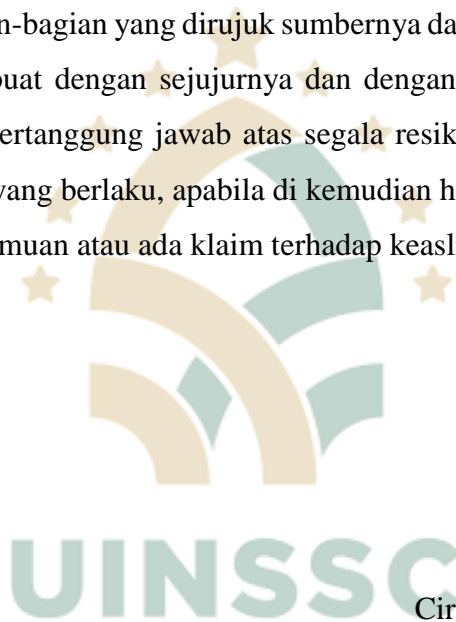 n-bagian yang dirujuk sumbernya da
buat dengan sejujurnya dan dengan
ertanggung jawab atas segala resik
yang berlaku, apabila di kemudian h
muan atau ada klaim terhadap keasl
UINSSC
Cir